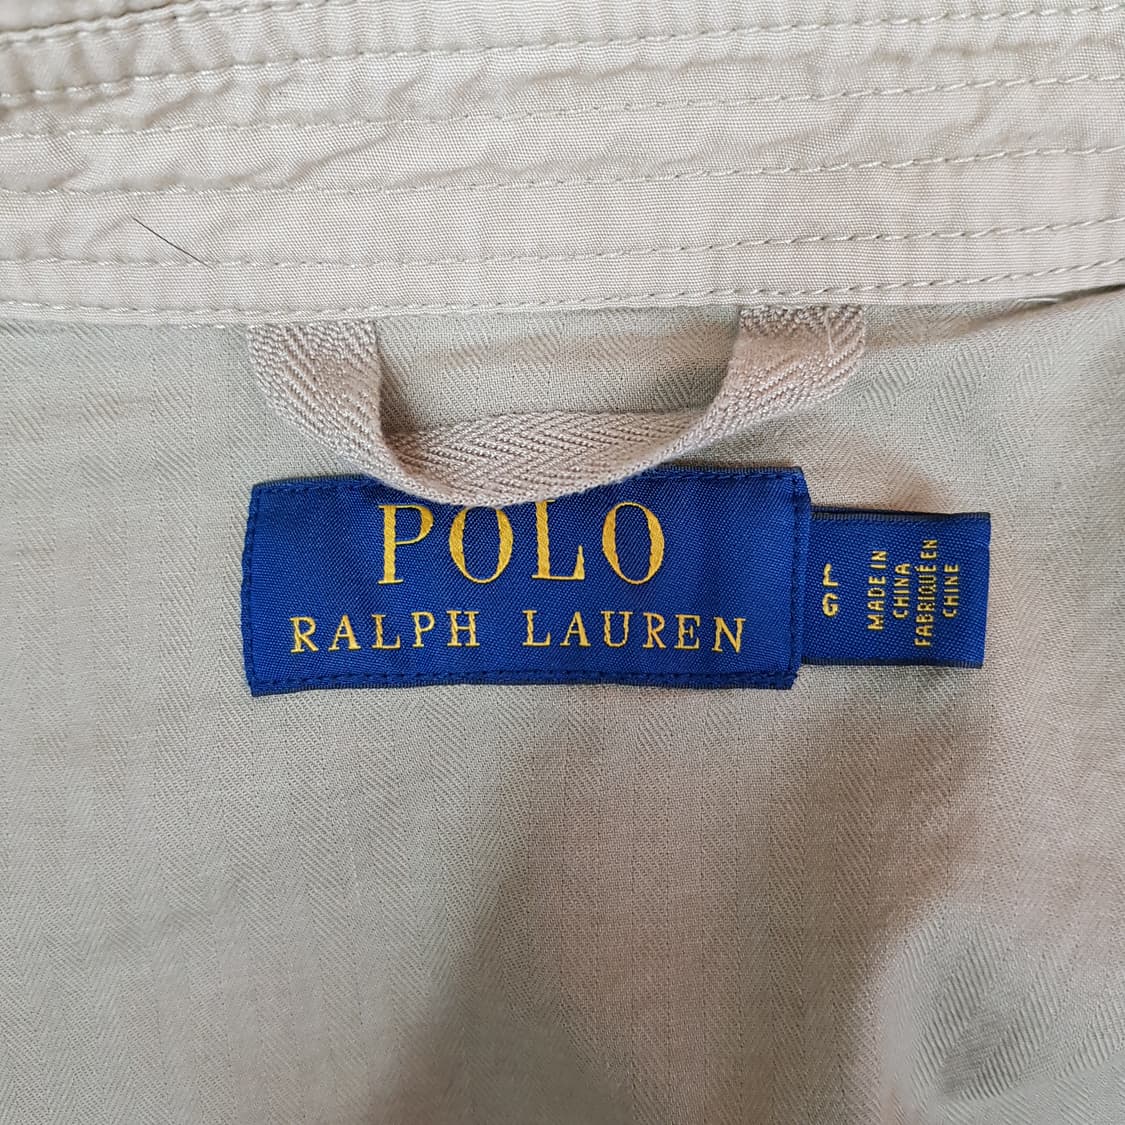 POLO
RALPH LAUREN
L
G
MADE IN
CHINA
FABRIQUÉ EN
CHINE